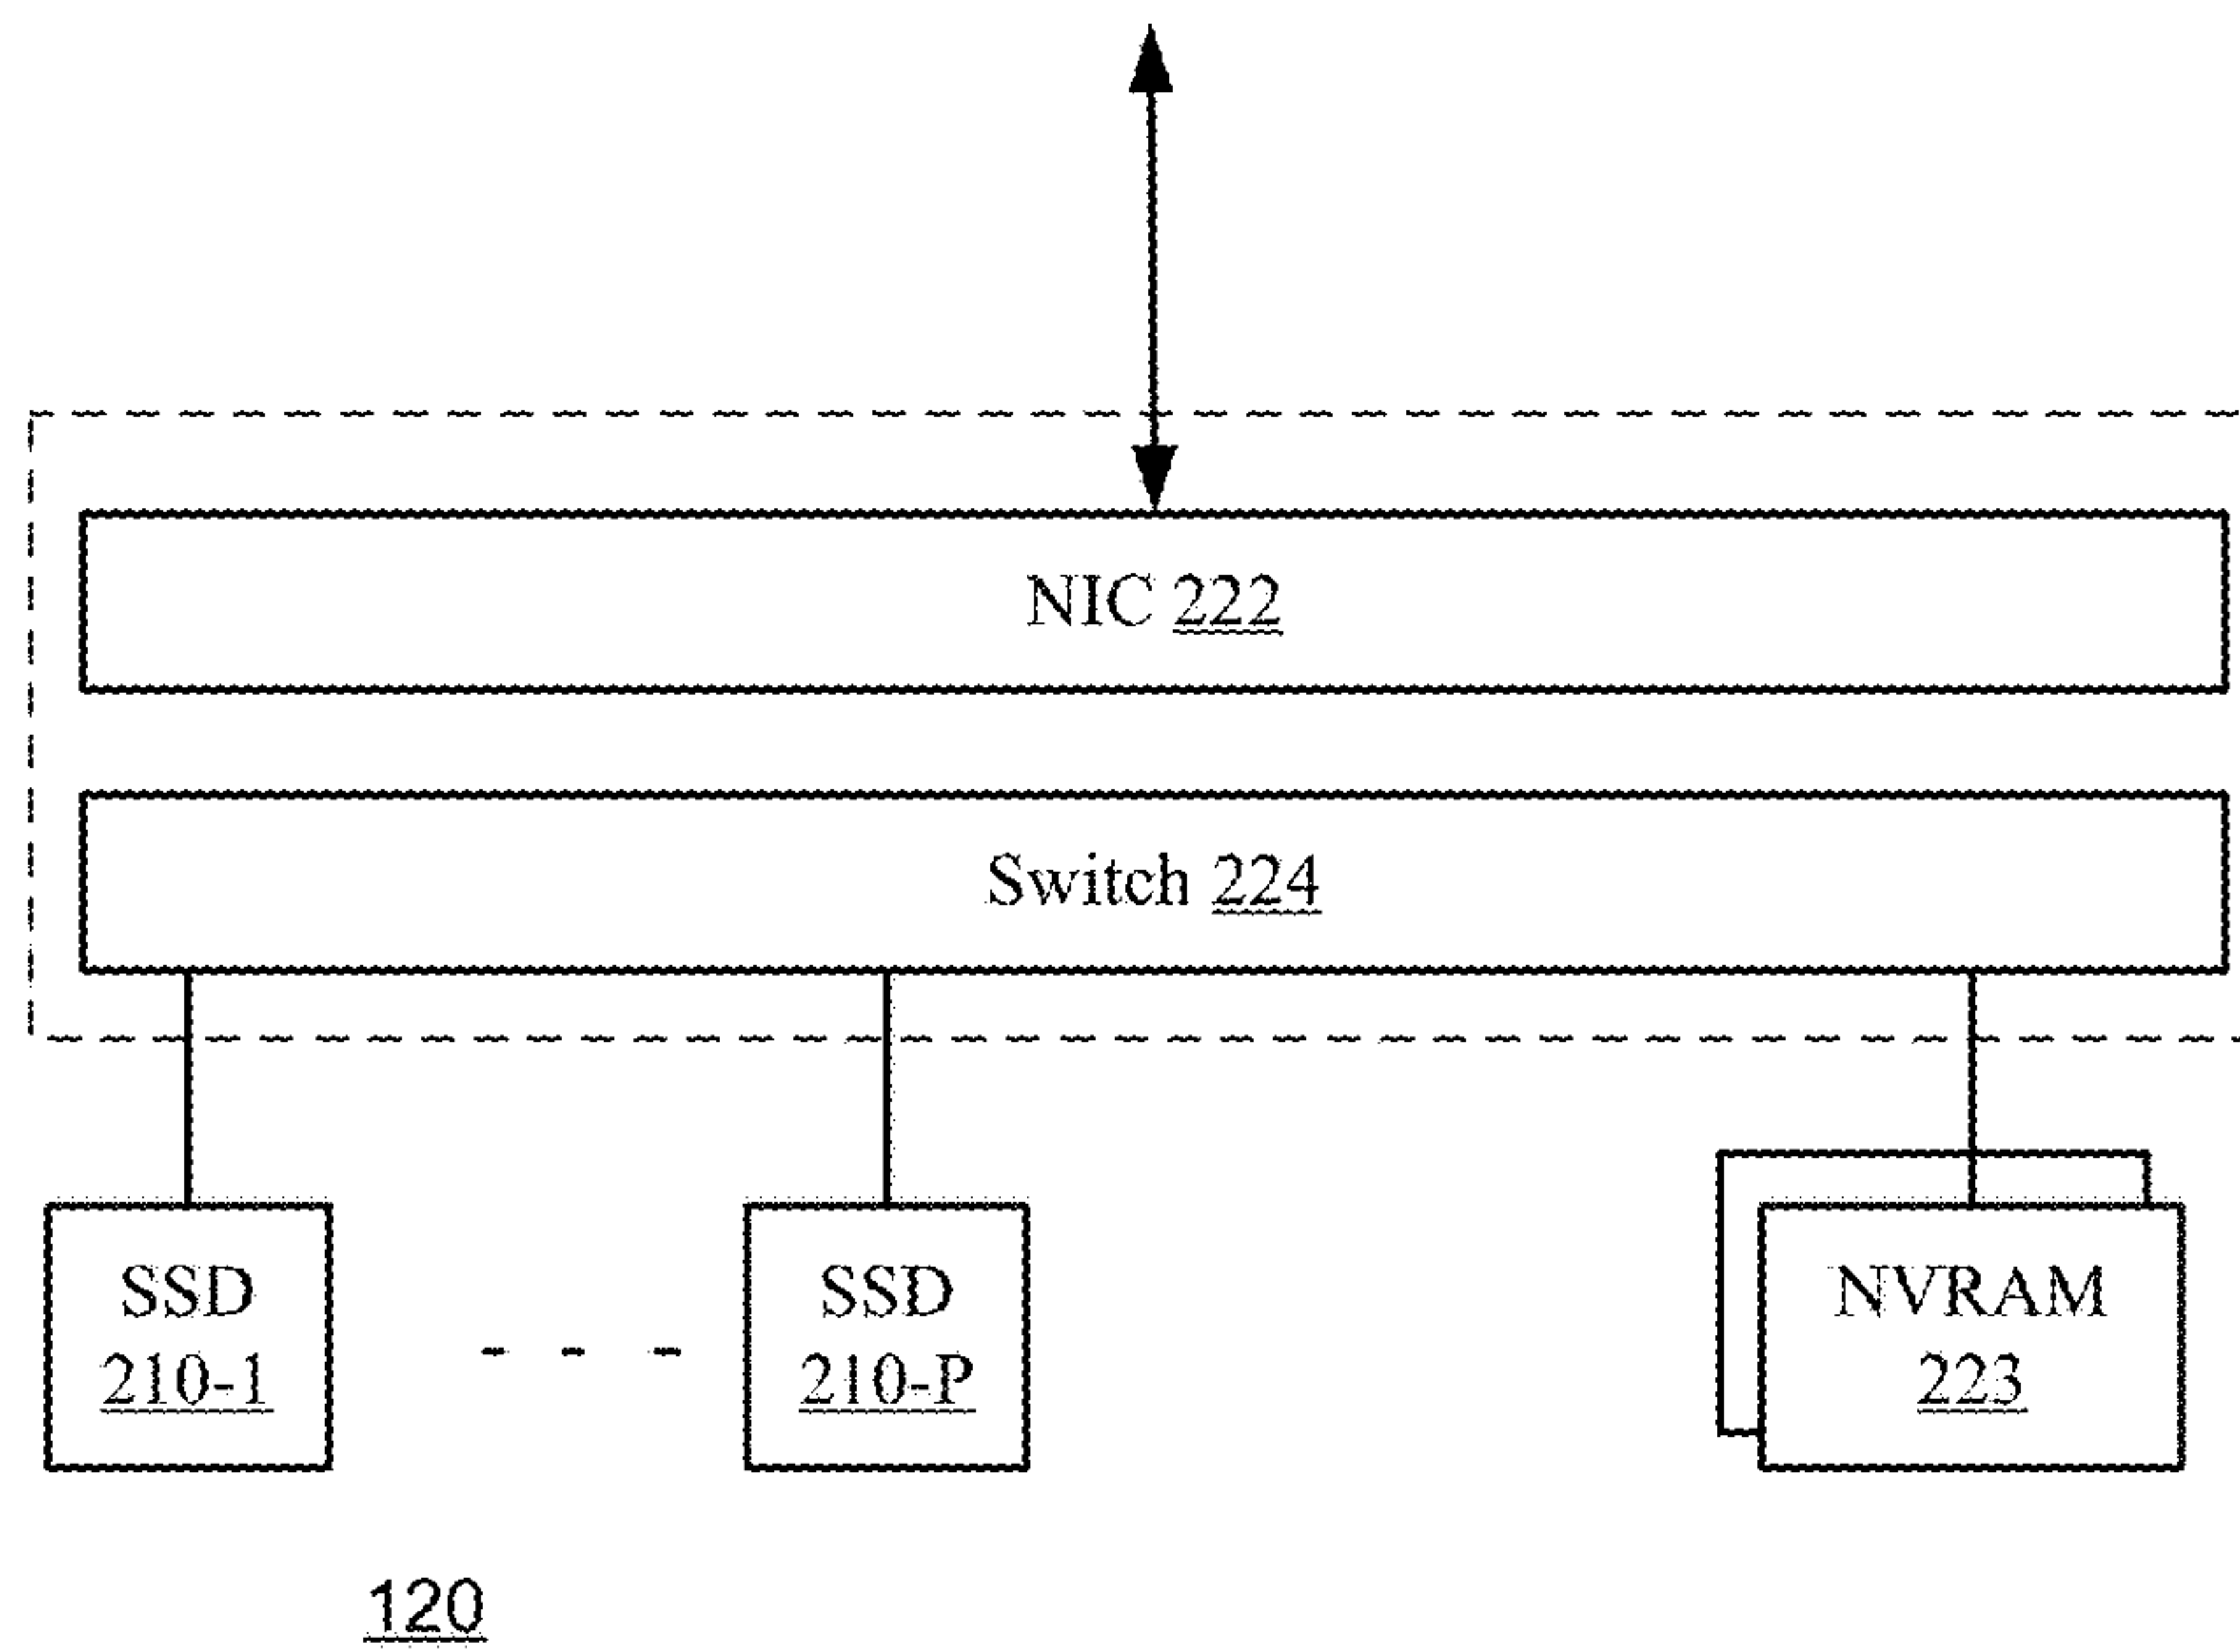 NIC 222
Switch 224
SSD
210-1
SSD
210-P
NVRAM
223
120